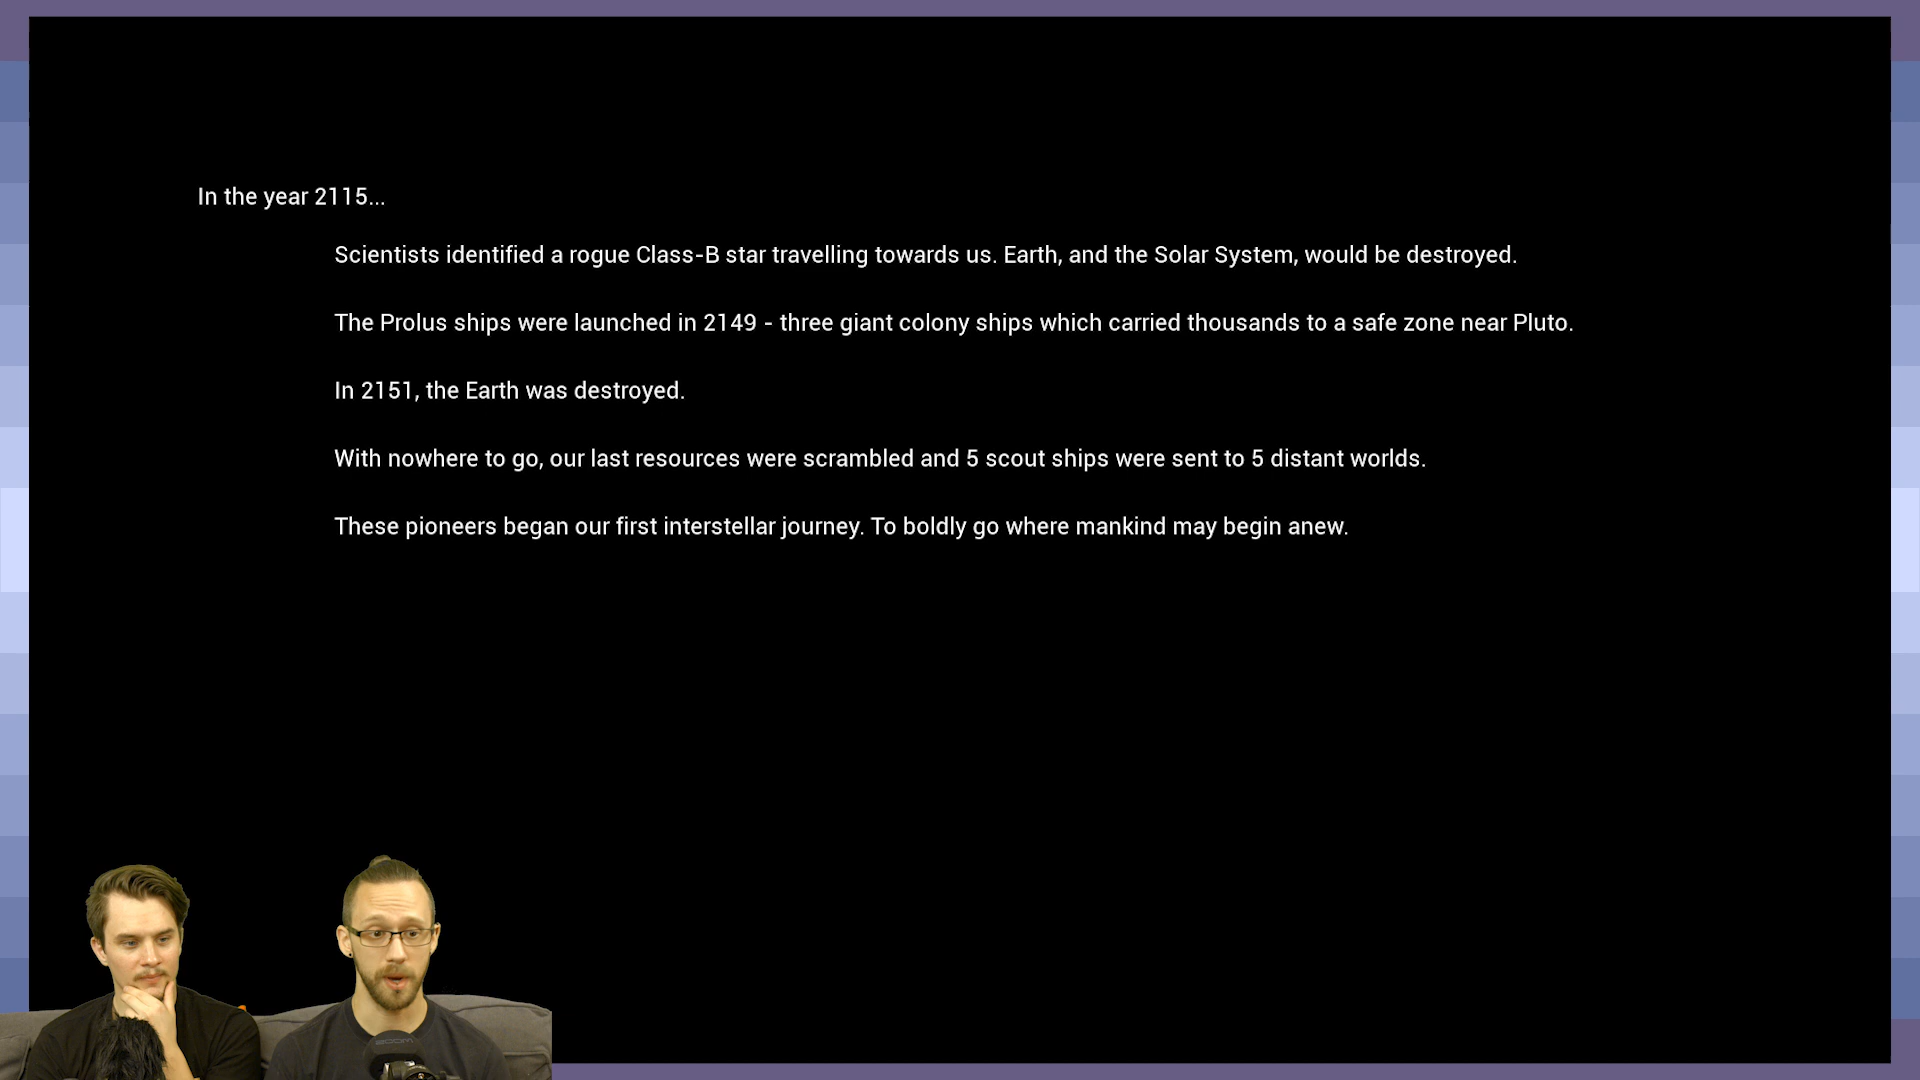 In the year 2115...
Scientists identified a rogue Class-B star travelling towards us. Earth, and the Solar System, would be destroyed.
The Prolus ships were launched in 2149 - three giant colony ships which carried thousands to a safe zone near Pluto.
In 2151, the Earth was destroyed.
With nowhere to go, our last resources were scrambled and 5 scout ships were sent to 5 distant worlds.
These pioneers began our first interstellar journey. To boldly go where mankind may begin anew.
ZOOM